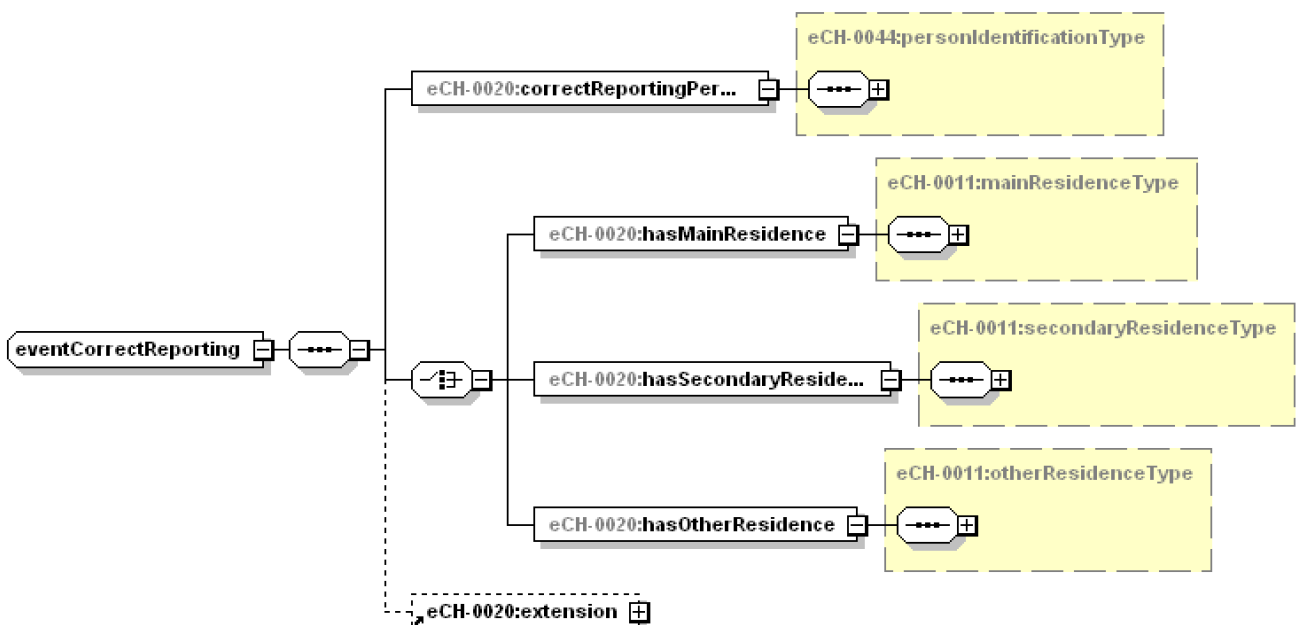 eCH-0044:personIdentificationType
eCH-0020:correctReportingPer...
eCH-0011:mainResidenceType
eCH-0020:hasMainResidence
eCH-0011:secondaryResidenceType
eventCorrectReporting
eCH-0020:hasSecondaryReside...
eCH-0011:otherResidenceType
eCH-0020:hasOtherResidence
eCH-0020:extension